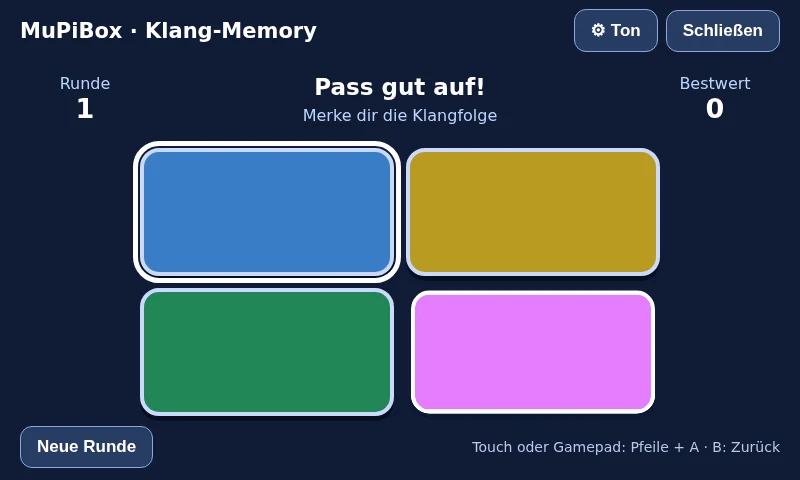 MuPiBox · Klang-Memory
⚙ Ton
Schließen
Runde
1
Pass gut auf!
Merke dir die Klangfolge
Bestwert
0
Neue Runde
Touch oder Gamepad: Pfeile + A · B: Zurück